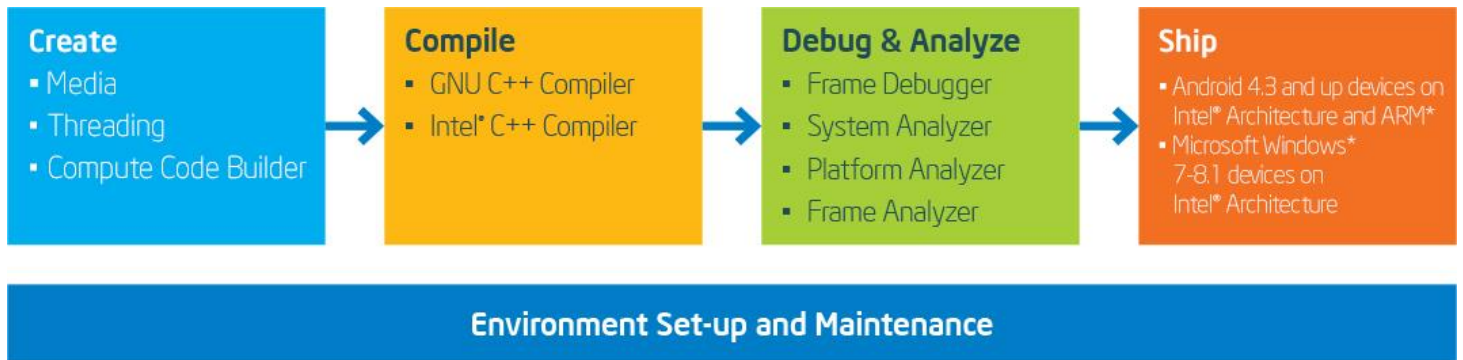 Create
▪ Media
▪ Threading
▪ Compute Code Builder
Compile
▪ GNU C++ Compiler
▪ Intel® C++ Compiler
Debug & Analyze
▪ Frame Debugger
▪ System Analyzer
▪ Platform Analyzer
▪ Frame Analyzer
Ship
▪ Android 4.3 and up devices on
Intel® Architecture and ARM*
▪ Microsoft Windows*
7-8.1 devices on
Intel® Architecture
Environment Set-up and Maintenance